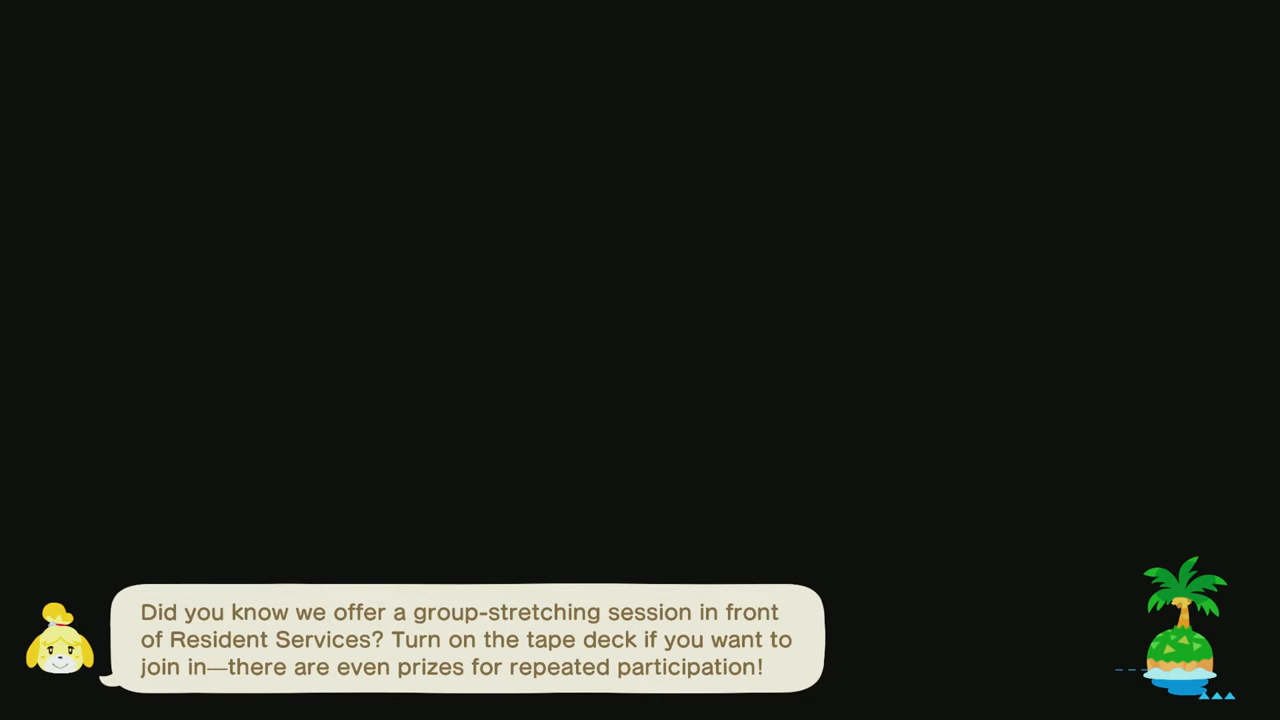 Did you know we offer a group-stretching session in front
of Resident Services? Turn on the tape deck if you want to
join in—there are even prizes for repeated participation!